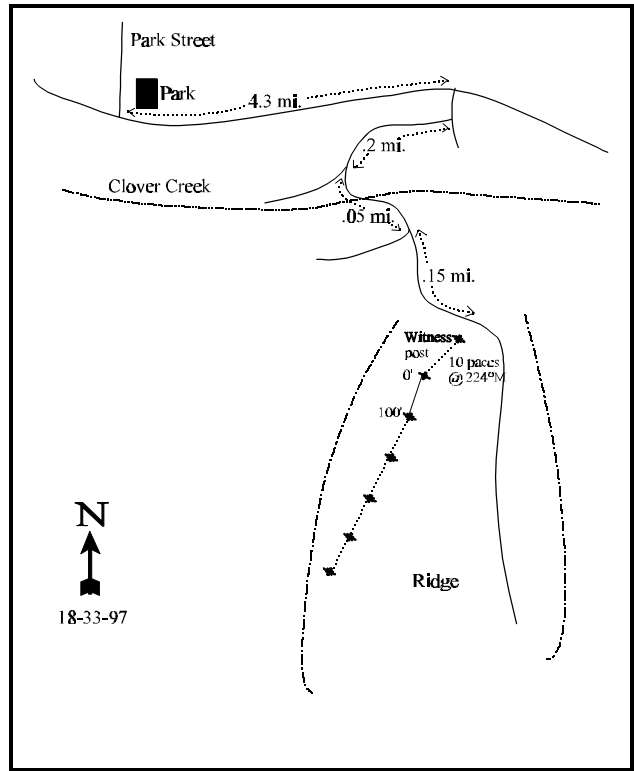 Park Street
Park
4.3 mi.
.2 mi.
Clover Creek
.05 mi.
.15 mi.
Witness
post
10 paces
@ 224°M
0'
100'
N
Ridge
18-33-97